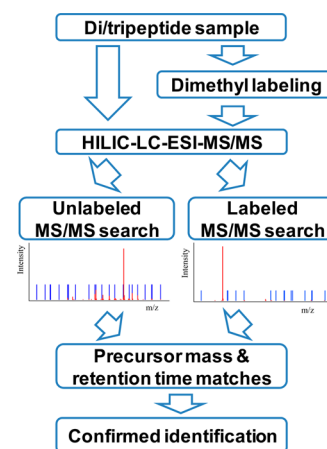 Di/tripeptide sample
Dimethyl labeling
HILIC-LC-ESI-MS/MS
Unlabeled
MS/MS search
Labeled
MS/MS search
Intensity
m/z
Intensity
m/z
Precursor mass &
retention time matches
Confirmed identification